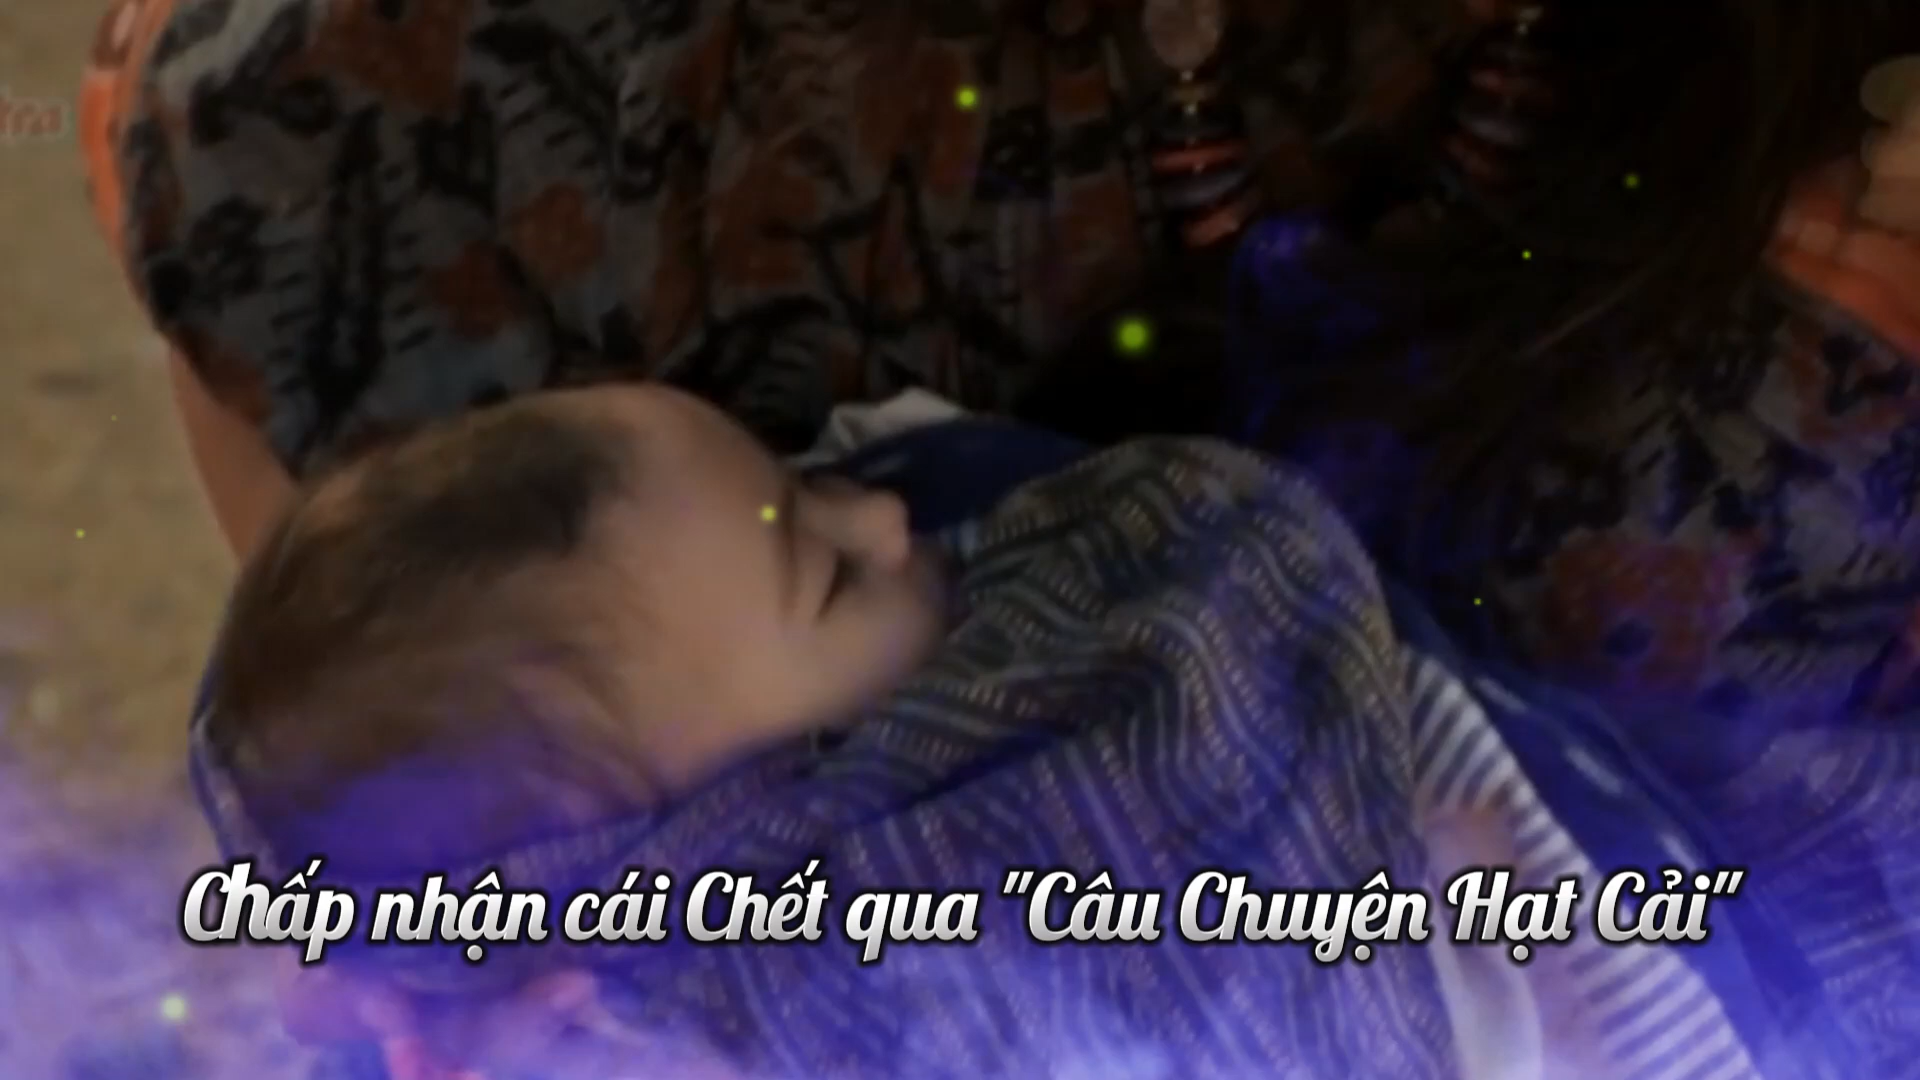 Chấp nhận cái Chết qua "Câu Chuyện Hạt Cải"